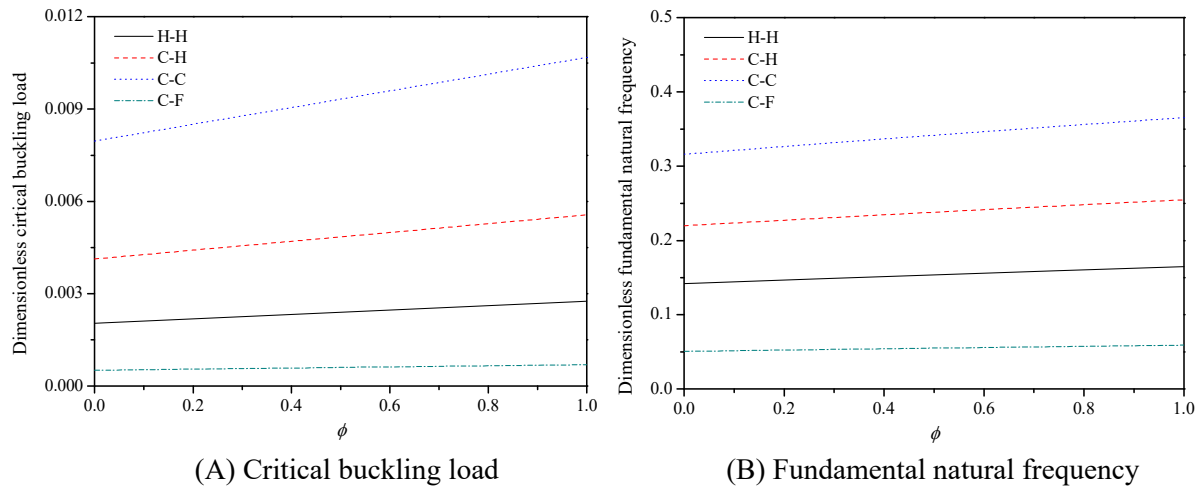 0.012
0.009
0.006
0.003
0.000
Dimensionless cirtical buckling load
H-H
C-H
C-C
C-F
0.0 0.2 0.4 0.6 0.8 1.0
ϕ
(A) Critical buckling load
0.5
0.4
0.3
0.2
0.1
0.0
Dimensionless fundamental natural frequency
H-H
C-H
C-C
C-F
0.0 0.2 0.4 0.6 0.8 1.0
ϕ
(B) Fundamental natural frequency